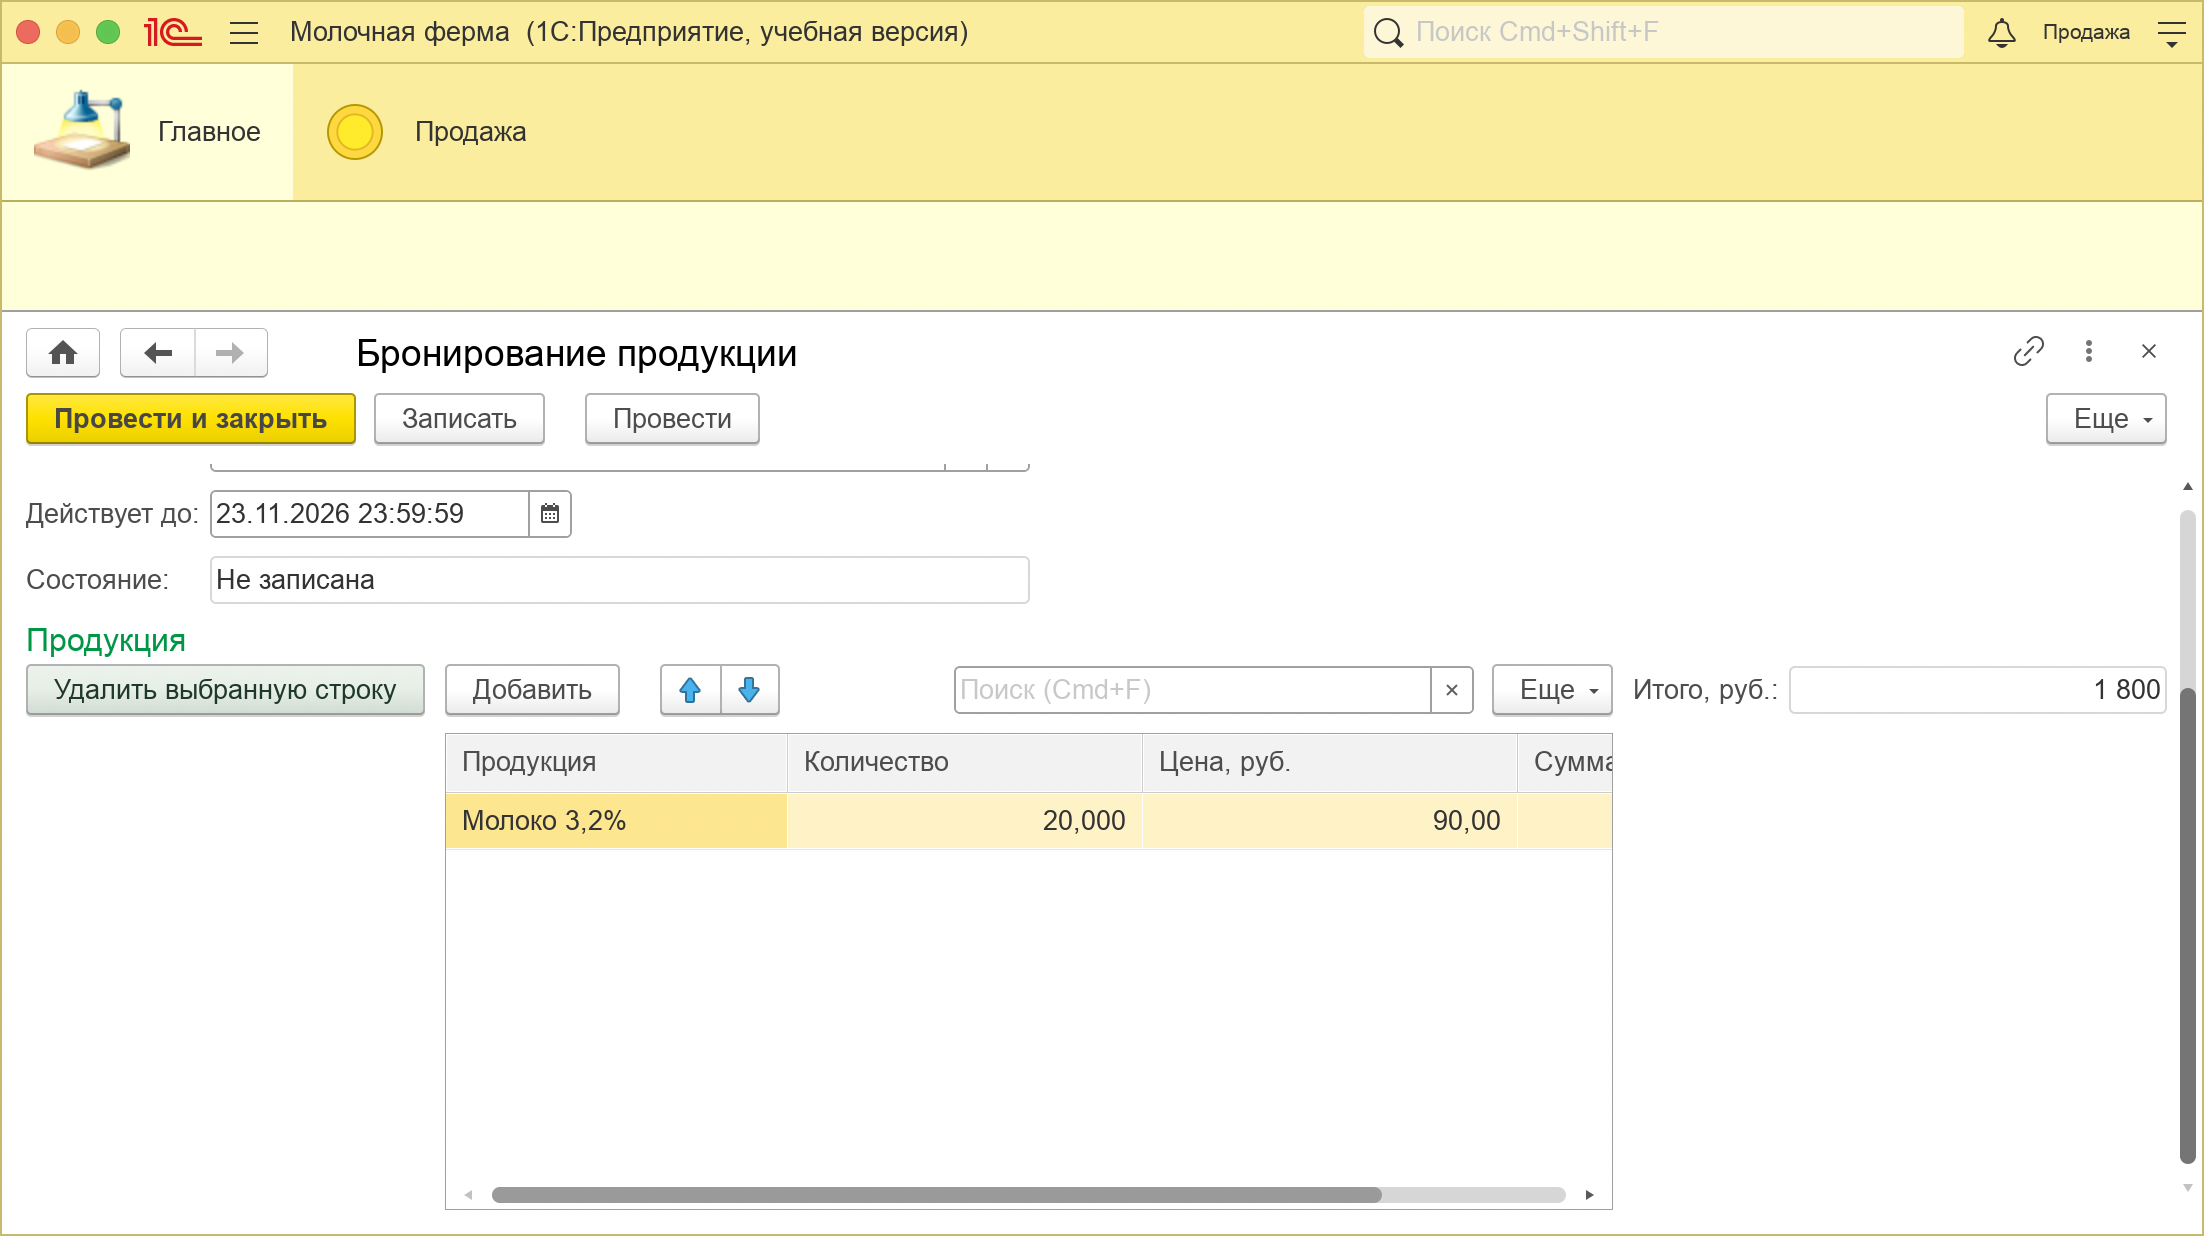 1С Молочная ферма (1С:Предприятие, учебная версия) Поиск Cmd+Shift+F Продажа
Главное Продажа
Бронирование продукции
Провести и закрыть Записать Провести Еще
Действует до: 23.11.2026 23:59:59
Состояние: Не записана
Продукция
Удалить выбранную строку Добавить Поиск (Cmd+F) × Еще Итого, руб.: 1 800
Продукция Количество Цена, руб. Сумма
Молоко 3,2% 20,000 90,00